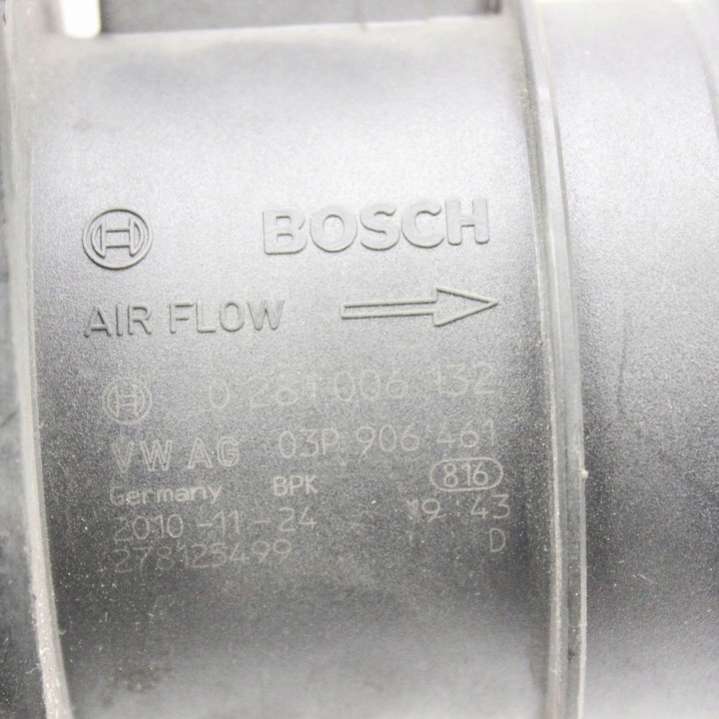 BOSCH
AIR FLOW
0 281 006 132
VW AG 03P 906 461
Germany BPK 816
2010-11-24 19 43
278125499 D